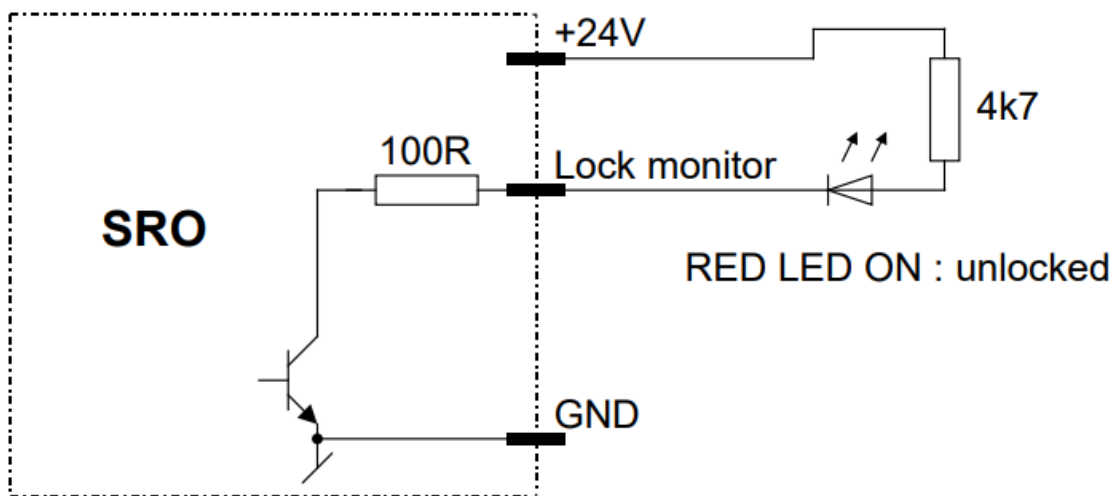 +24V
4k7
100R
Lock monitor
SRO
RED LED ON : unlocked
GND